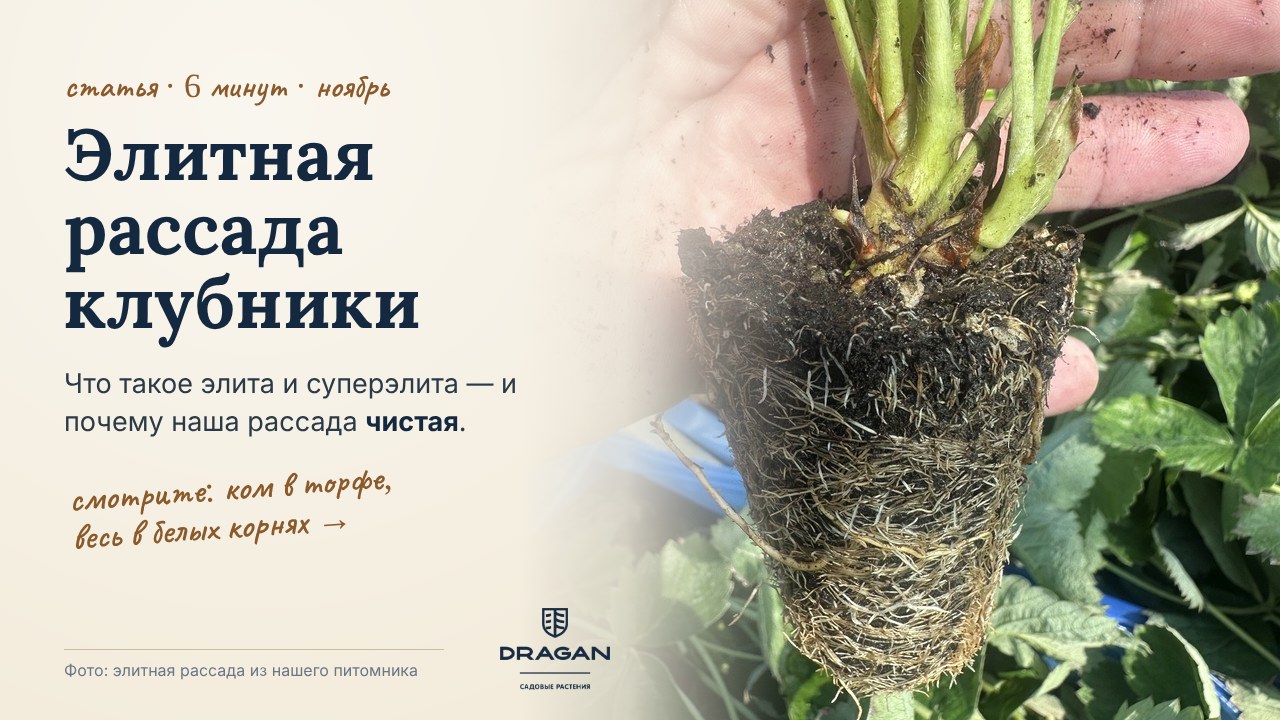 статья · 6 минут · ноябрь
Элитная
рассада
клубники
Что такое элита и суперэлита — и
почему наша рассада чистая.
смотрите: ком в торфе,
весь в белых корнях →
Фото: элитная рассада из нашего питомника
DRAGAN
САДОВЫЕ РАСТЕНИЯ